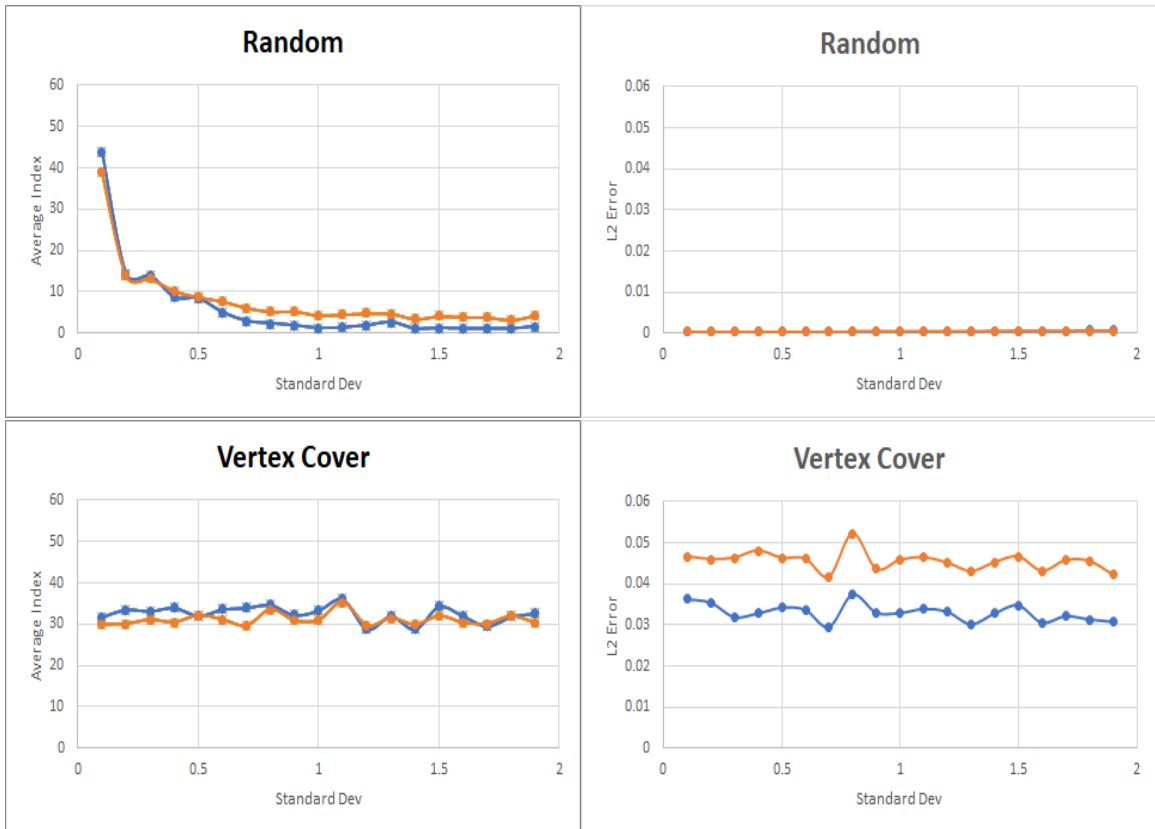 Random
60
50
40
30
20
10
0
Average Index
0 0.5 1 1.5 2
Standard Dev
Random
0.06
0.05
0.04
0.03
0.02
0.01
0
L2 Error
0 0.5 1 1.5 2
Standard Dev
Vertex Cover
60
50
40
30
20
10
0
Average Index
0 0.5 1 1.5 2
Standard Dev
Vertex Cover
0.06
0.05
0.04
0.03
0.02
0.01
0
L2 Error
0 0.5 1 1.5 2
Standard Dev